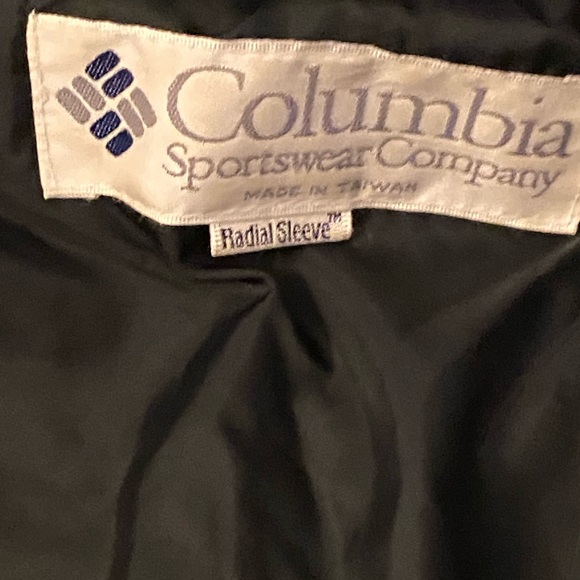 Columbia
Sportswear Company
MADE IN TAIWAN
Radial Sleeve™